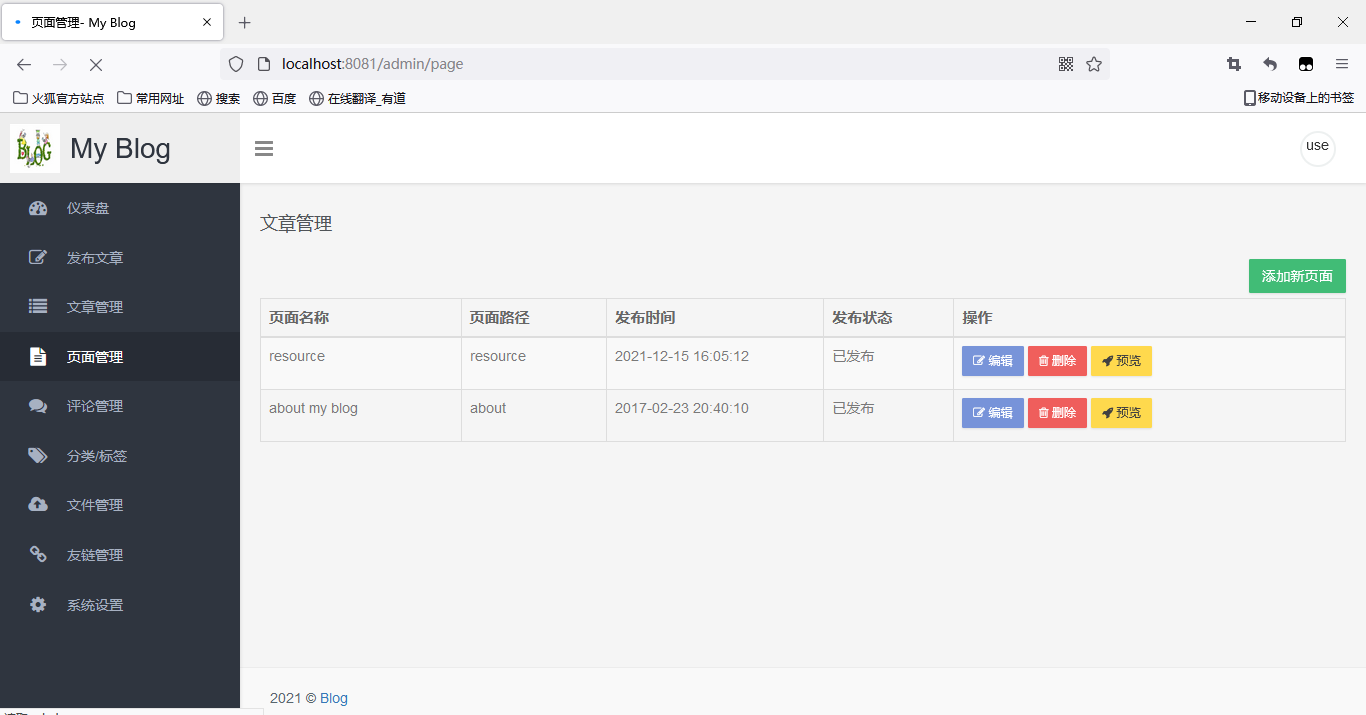 页面管理- My Blog
localhost:8081/admin/page
火狐官方站点 常用网址 搜索 百度 在线翻译_有道 移动设备上的书签
BLOG My Blog
use
仪表盘
发布文章
文章管理
页面管理
评论管理
分类/标签
文件管理
友链管理
系统设置
文章管理
添加新页面
页面名称 页面路径 发布时间 发布状态 操作
resource resource 2021-12-15 16:05:12 已发布 编辑 删除 预览
about my blog about 2017-02-23 20:40:10 已发布 编辑 删除 预览
2021 © Blog